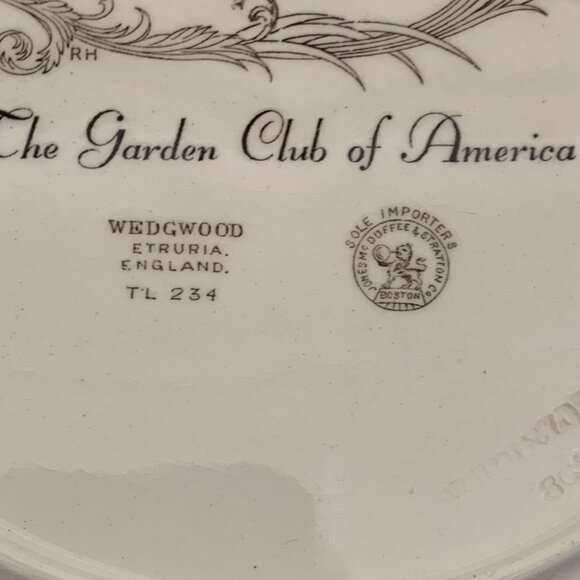 RH
The Garden Club of America
WEDGWOOD
ETRURIA.
ENGLAND.
TL 234
SOLE IMPORTERS
JONES MCDUFFEE & STRATTON CO
BOSTON